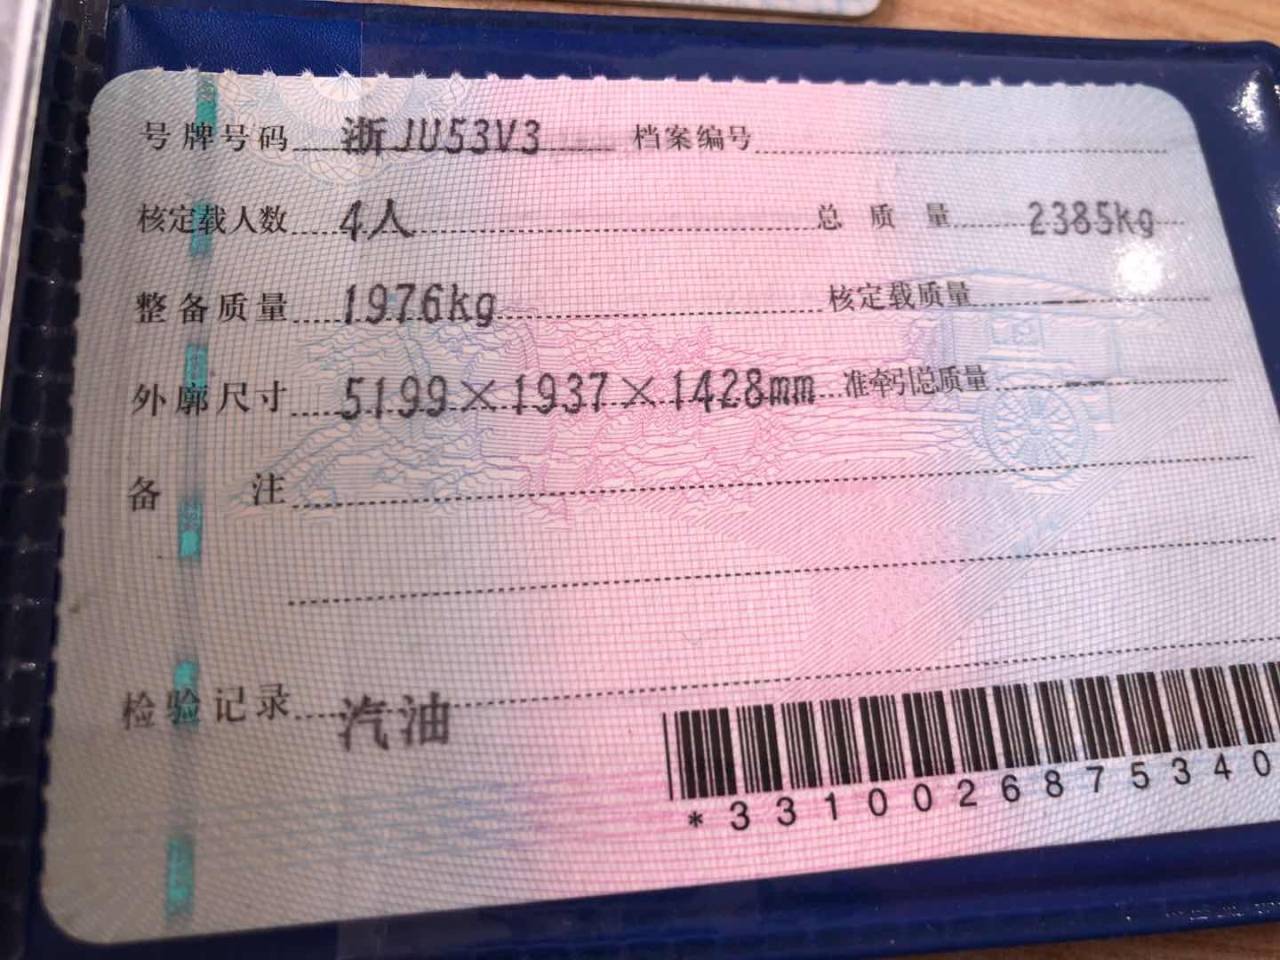 号牌号码 浙JU53V3 档案编号
核定载人数 4人 总质量 2385kg
整备质量 1976kg 核定载质量 —
外廓尺寸 5199×1937×1428mm 准牵引总质量 —
备注
检验记录 汽油
*331002687534０